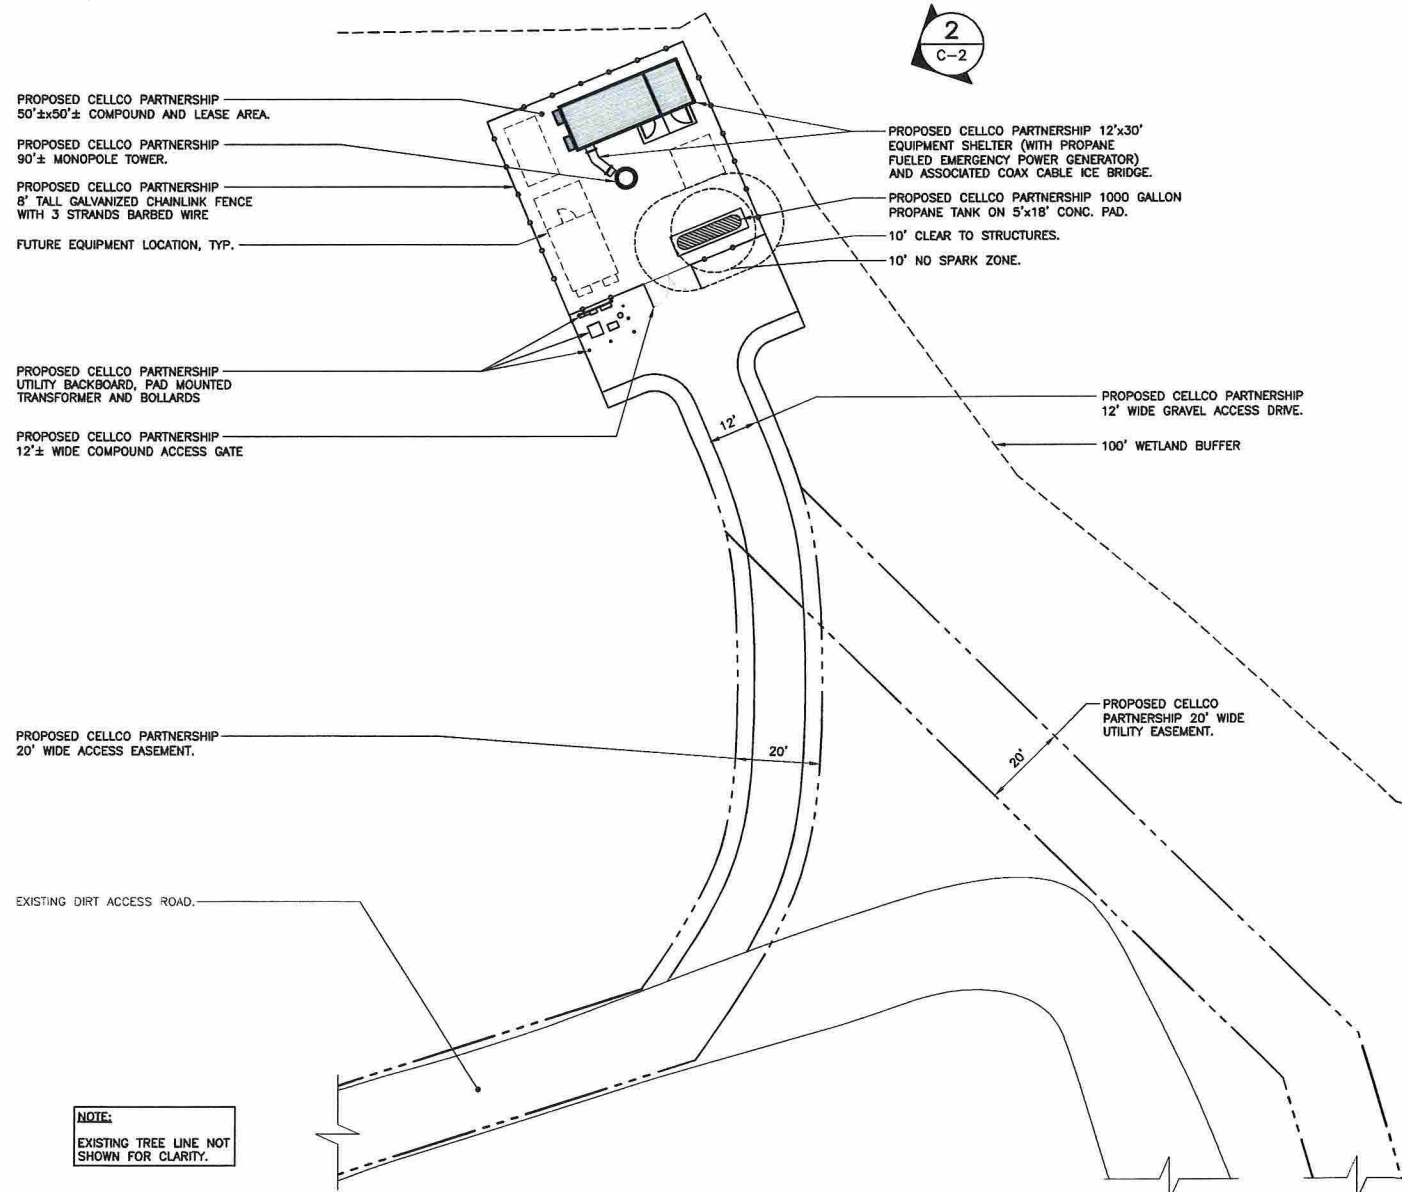 2
C-2
PROPOSED CELLCO PARTNERSHIP
50'±x50'± COMPOUND AND LEASE AREA.
PROPOSED CELLCO PARTNERSHIP
90'± MONOPOLE TOWER.
PROPOSED CELLCO PARTNERSHIP
8' TALL GALVANIZED CHAINLINK FENCE
WITH 3 STRANDS BARBED WIRE
FUTURE EQUIPMENT LOCATION, TYP.
PROPOSED CELLCO PARTNERSHIP 12'x30'
EQUIPMENT SHELTER (WITH PROPANE
FUELED EMERGENCY POWER GENERATOR)
AND ASSOCIATED COAX CABLE ICE BRIDGE.
PROPOSED CELLCO PARTNERSHIP 1000 GALLON
PROPANE TANK ON 5'x18' CONC. PAD.
10' CLEAR TO STRUCTURES.
10' NO SPARK ZONE.
PROPOSED CELLCO PARTNERSHIP
UTILITY BACKBOARD, PAD MOUNTED
TRANSFORMER AND BOLLARDS
PROPOSED CELLCO PARTNERSHIP
12'± WIDE COMPOUND ACCESS GATE
12'
PROPOSED CELLCO PARTNERSHIP
12' WIDE GRAVEL ACCESS DRIVE.
100' WETLAND BUFFER
PROPOSED CELLCO PARTNERSHIP
20' WIDE ACCESS EASEMENT.
20'
20'
PROPOSED CELLCO
PARTNERSHIP 20' WIDE
UTILITY EASEMENT.
EXISTING DIRT ACCESS ROAD.
NOTE:
EXISTING TREE LINE NOT
SHOWN FOR CLARITY.